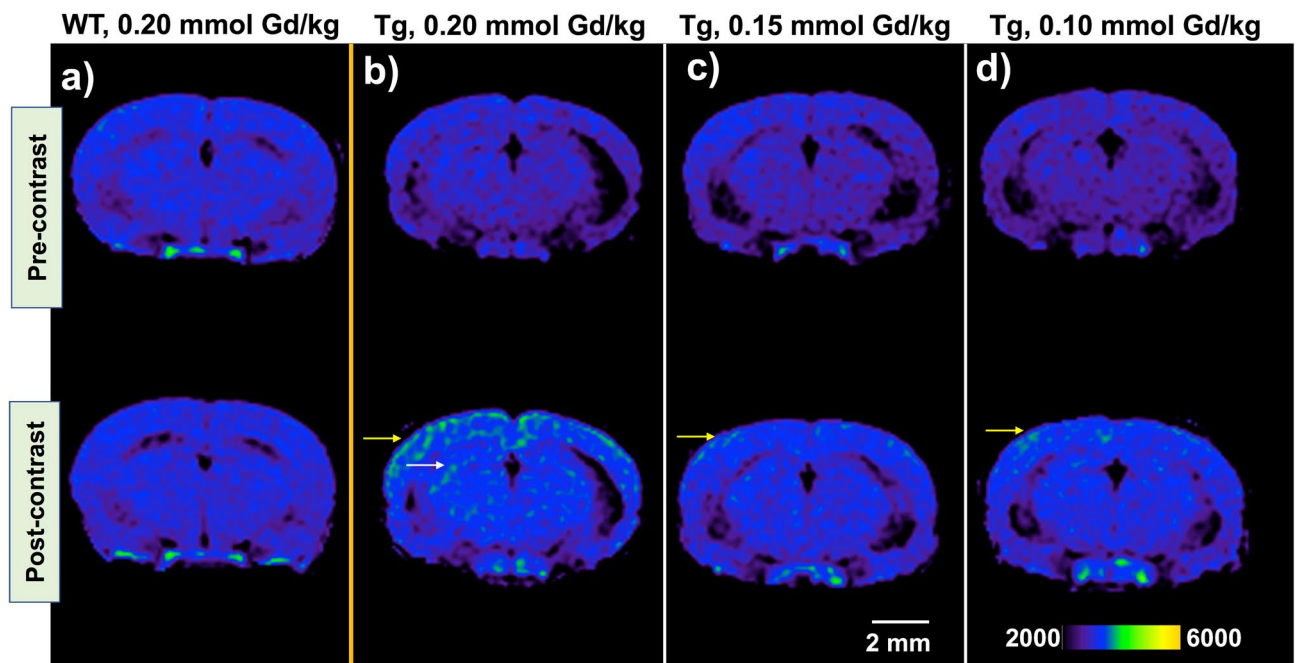 WT, 0.20 mmol Gd/kg
Tg, 0.20 mmol Gd/kg
Tg, 0.15 mmol Gd/kg
Tg, 0.10 mmol Gd/kg
a)
b)
c)
d)
Pre-contrast
Post-contrast
2 mm
2000
6000